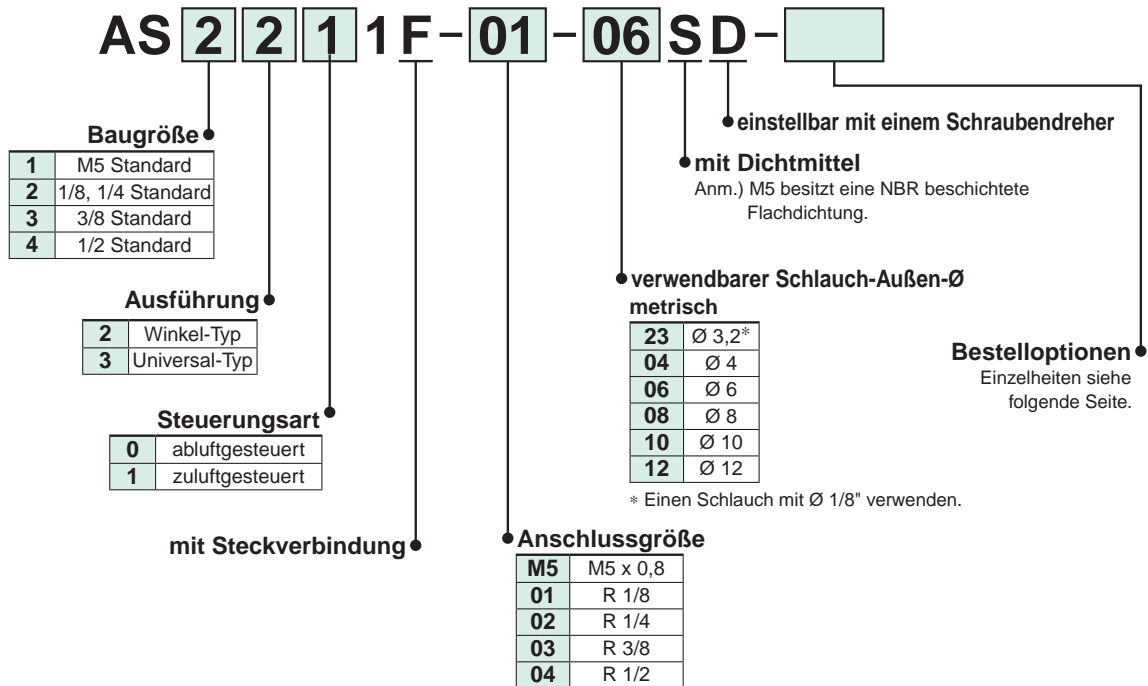 AS 2 2 1 1 F – 01 – 06 S D –
einstellbar mit einem Schraubendreher
mit Dichtmittel
Anm.) M5 besitzt eine NBR beschichtete
Flachdichtung.
Baugröße
1 M5 Standard
2 1/8, 1/4 Standard
3 3/8 Standard
4 1/2 Standard
verwendbarer Schlauch-Außen-Ø
metrisch
23 Ø 3,2*
04 Ø 4
06 Ø 6
08 Ø 8
10 Ø 10
12 Ø 12
* Einen Schlauch mit Ø 1/8" verwenden.
Ausführung
2 Winkel-Typ
3 Universal-Typ
Bestelloptionen
Einzelheiten siehe
folgende Seite.
Steuerungsart
0 abluftgesteuert
1 zuluftgesteuert
mit Steckverbindung
Anschlussgröße
M5 M5 x 0,8
01 R 1/8
02 R 1/4
03 R 3/8
04 R 1/2